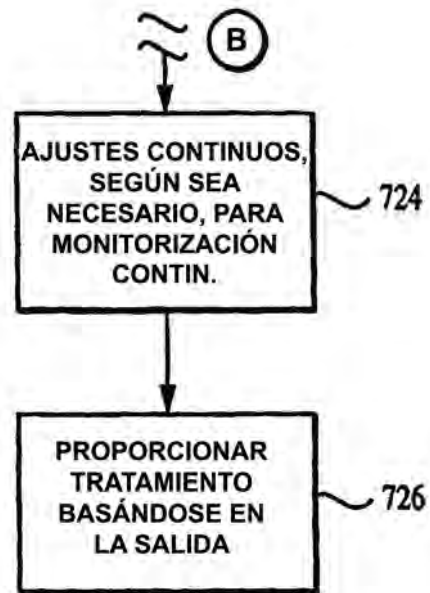 B
AJUSTES CONTINUOS,
SEGÚN SEA
NECESARIO, PARA
MONITORIZACIÓN
CONTIN.
724
PROPORCIONAR
TRATAMIENTO
BASÁNDOSE EN
LA SALIDA
726